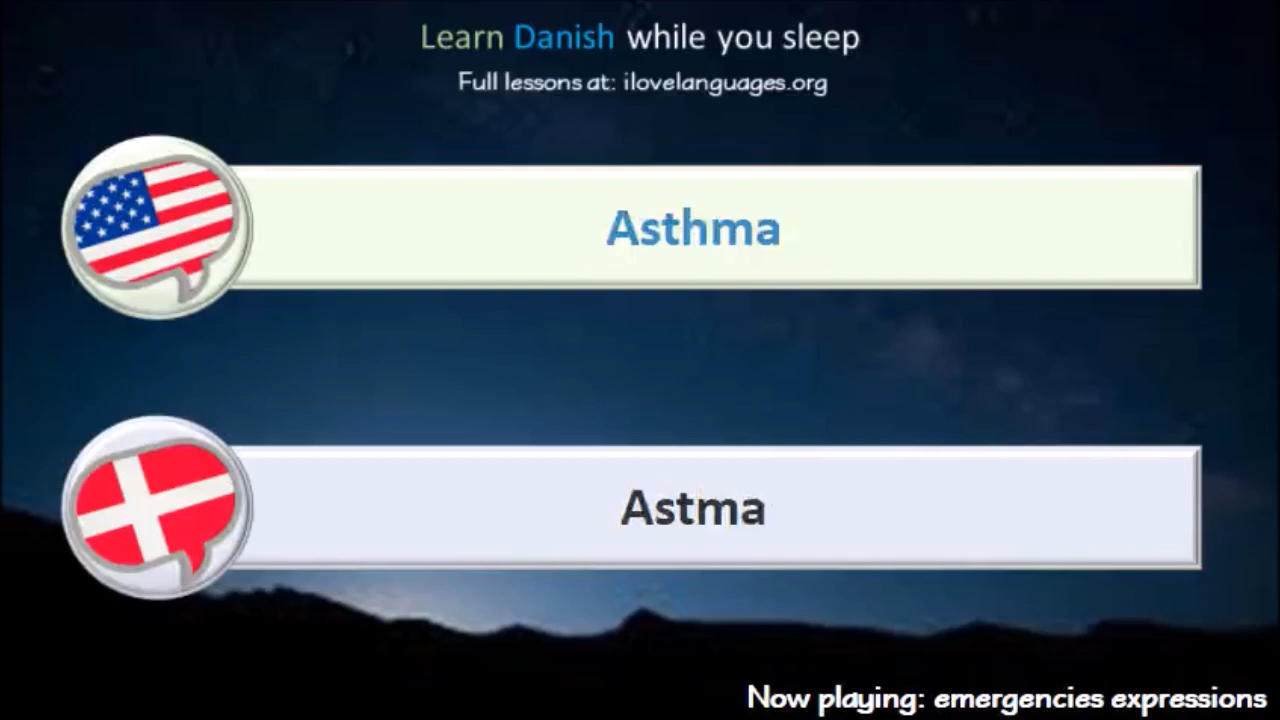 Learn Danish while you sleep
Full lessons at: ilovelanguages.org
Asthma
Astma
Now playing: emergencies expressions